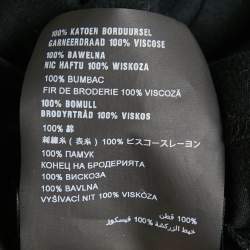 100% KATOEN BORDUURSEL
GARNEERDRAAD 100% VISCOSE
100% BAWELNA
NIC HAFTU 100% WISKOZA
100% BUMBAC
FIR DE BRODERIE 100% VISCOZĂ
100% BOMULL
BRODYRTRÅD 100% VISKOS
100% 綿
刺繍糸 (表糸) 100% ビスコースレーヨン
100% ПАМУК
КОНЕЦ НА БРОДЕРИЯТА
100% ВИСКОЗА
100% BAVLNA
VYŠÍVACÍ NIT 100% VISKÓZA
100% قطن
خيط الزركشة 100% فيسكوز